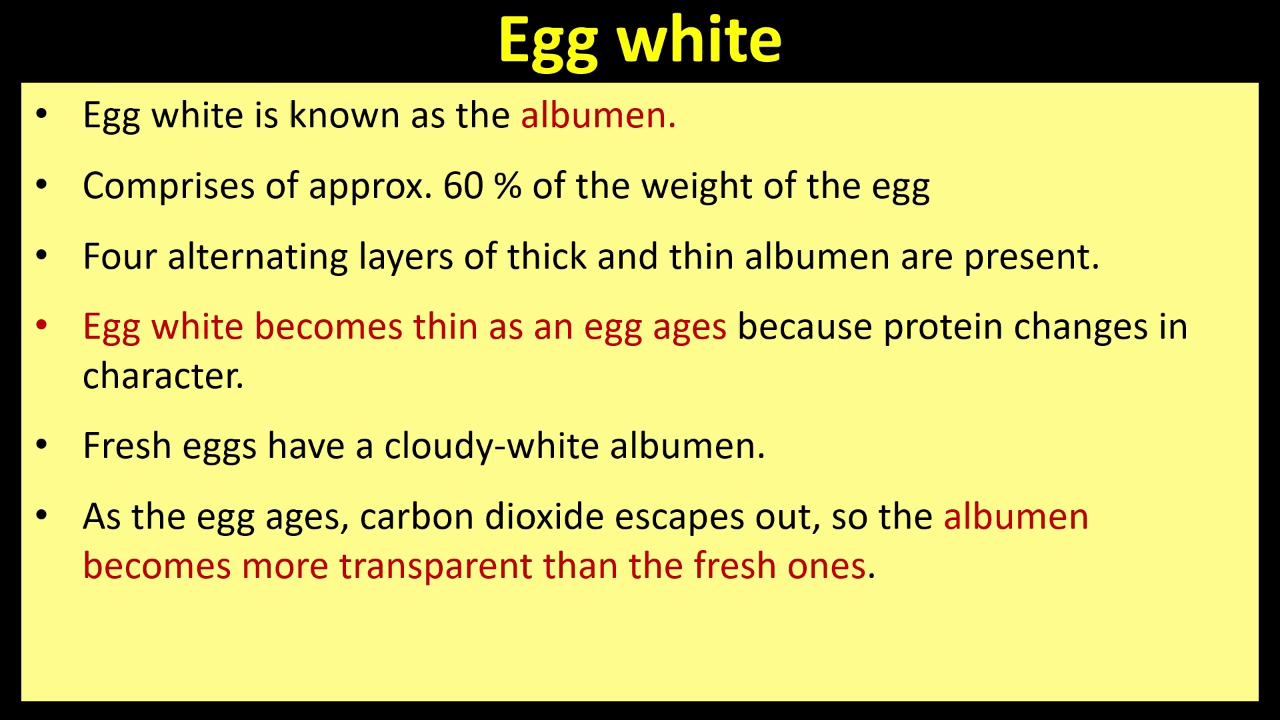 Egg white
• Egg white is known as the albumen.
• Comprises of approx. 60 % of the weight of the egg
• Four alternating layers of thick and thin albumen are present.
• Egg white becomes thin as an egg ages because protein changes in
character.
• Fresh eggs have a cloudy-white albumen.
• As the egg ages, carbon dioxide escapes out, so the albumen
becomes more transparent than the fresh ones.